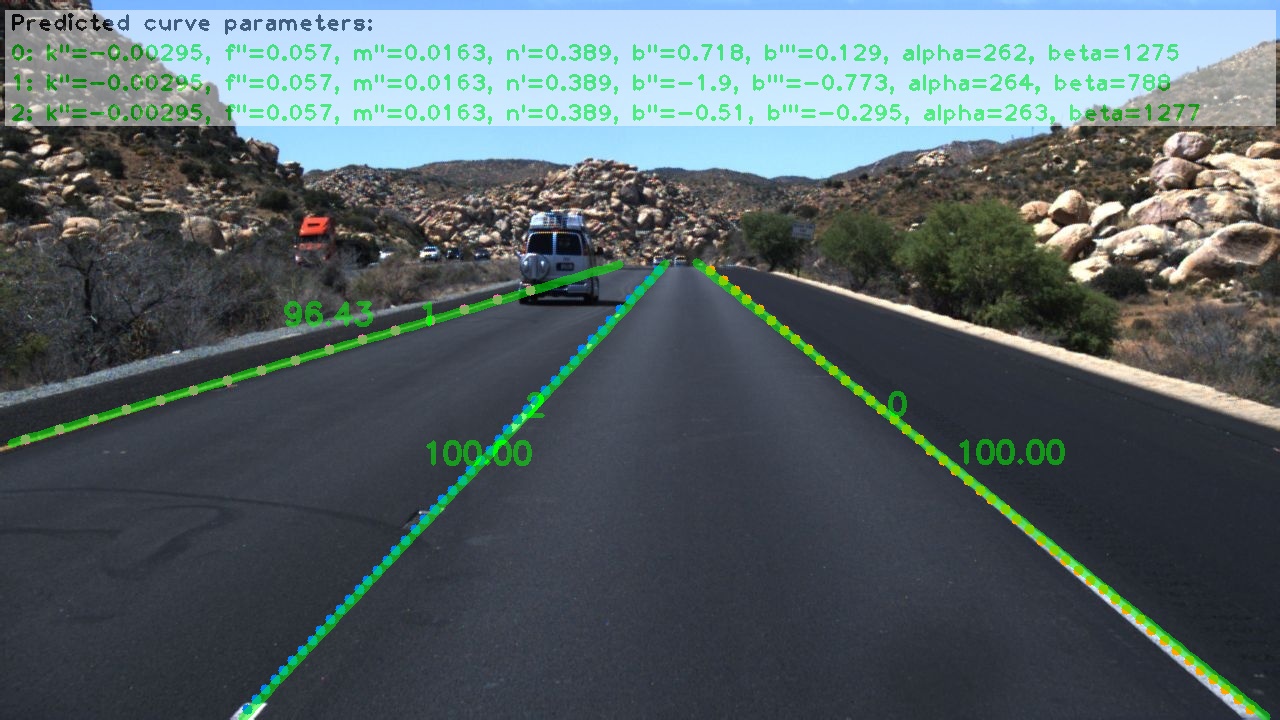 Predicted curve parameters:
0: k''=-0.00295, f''=0.057, m''=0.0163, n'=0.389, b''=0.718, b'''=0.129, alpha=262, beta=1275
1: k''=-0.00295, f''=0.057, m''=0.0163, n'=0.389, b''=-1.9, b'''=-0.773, alpha=264, beta=788
2: k''=-0.00295, f''=0.057, m''=0.0163, n'=0.389, b''=-0.51, b'''=-0.295, alpha=263, beta=1277
96.43 1
2 0
100.00 100.00